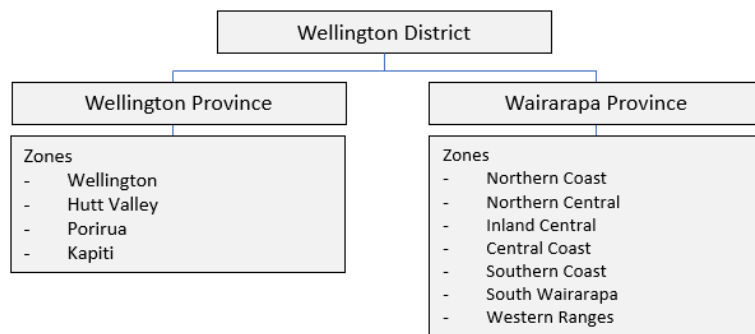 Wellington District
Wellington Province
Zones
- Wellington
- Hutt Valley
- Porirua
- Kapiti
Wairarapa Province
Zones
- Northern Coast
- Northern Central
- Inland Central
- Central Coast
- Southern Coast
- South Wairarapa
- Western Ranges